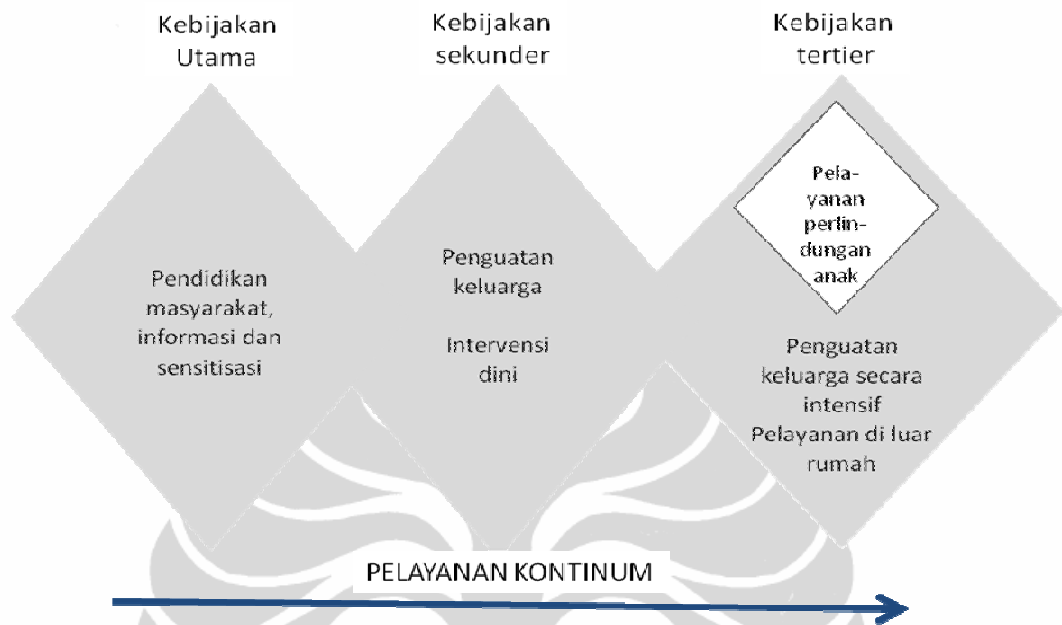 Kebijakan
Utama
Kebijakan
sekunder
Kebijakan
tertier
Pendidikan
masyarakat,
informasi dan
sensitisasi
Penguatan
keluarga
Intervensi
dini
Pela-
yanan
perlin-
dungan
anak
Penguatan
keluarga secara
intensif
Pelayanan di luar
rumah
PELAYANAN KONTINUM